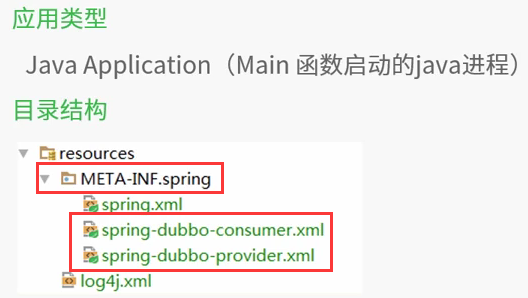 应用类型
Java Application（Main 函数启动的java进程）
目录结构
resources
META-INF.spring
spring.xml
spring-dubbo-consumer.xml
spring-dubbo-provider.xml
log4j.xml